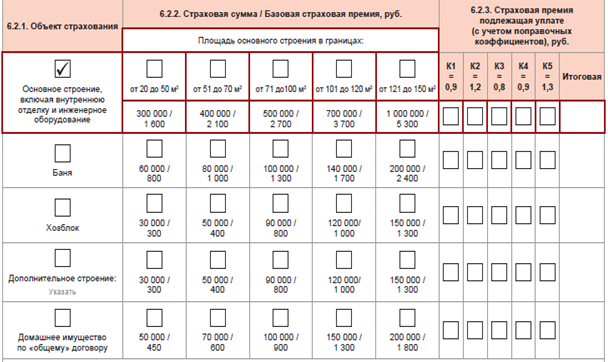 6.2.1. Объект страхования
6.2.2. Страховая сумма / Базовая страховая премия, руб.
6.2.3. Страховая премия
подлежащая уплате
(с учетом поправочных
коэффициентов), руб.
Площадь основного строения в границах:
К1 = 0,9
К2 = 1,2
К3 = 0,8
К4 = 0,9
К5 = 1,3
Итоговая
Основное строение,
включая внутреннюю
отделку и инженерное
оборудование
от 20 до 50 м²
от 51 до 70 м²
от 71 до100 м²
от 101 до 120 м²
от 121 до 150 м²
300 000 /
1 600
400 000 /
2 100
500 000 /
2 700
700 000 /
3 700
1 000 000 /
5 300
Баня
60 000 /
800
80 000 /
1 000
100 000 /
1 300
140 000 /
1 700
200 000 /
2 400
Хозблок
30 000 /
300
50 000 /
400
90 000 /
800
120 000/
1 000
150 000 /
1 300
Дополнительное строение:
Указать
30 000 /
300
50 000 /
400
90 000 /
800
120 000/
1 000
150 000 /
1 300
Домашнее имущество
по «общему» договору
50 000 /
450
70 000 /
600
100 000 /
900
150 000 /
1 300
200 000 /
1 800